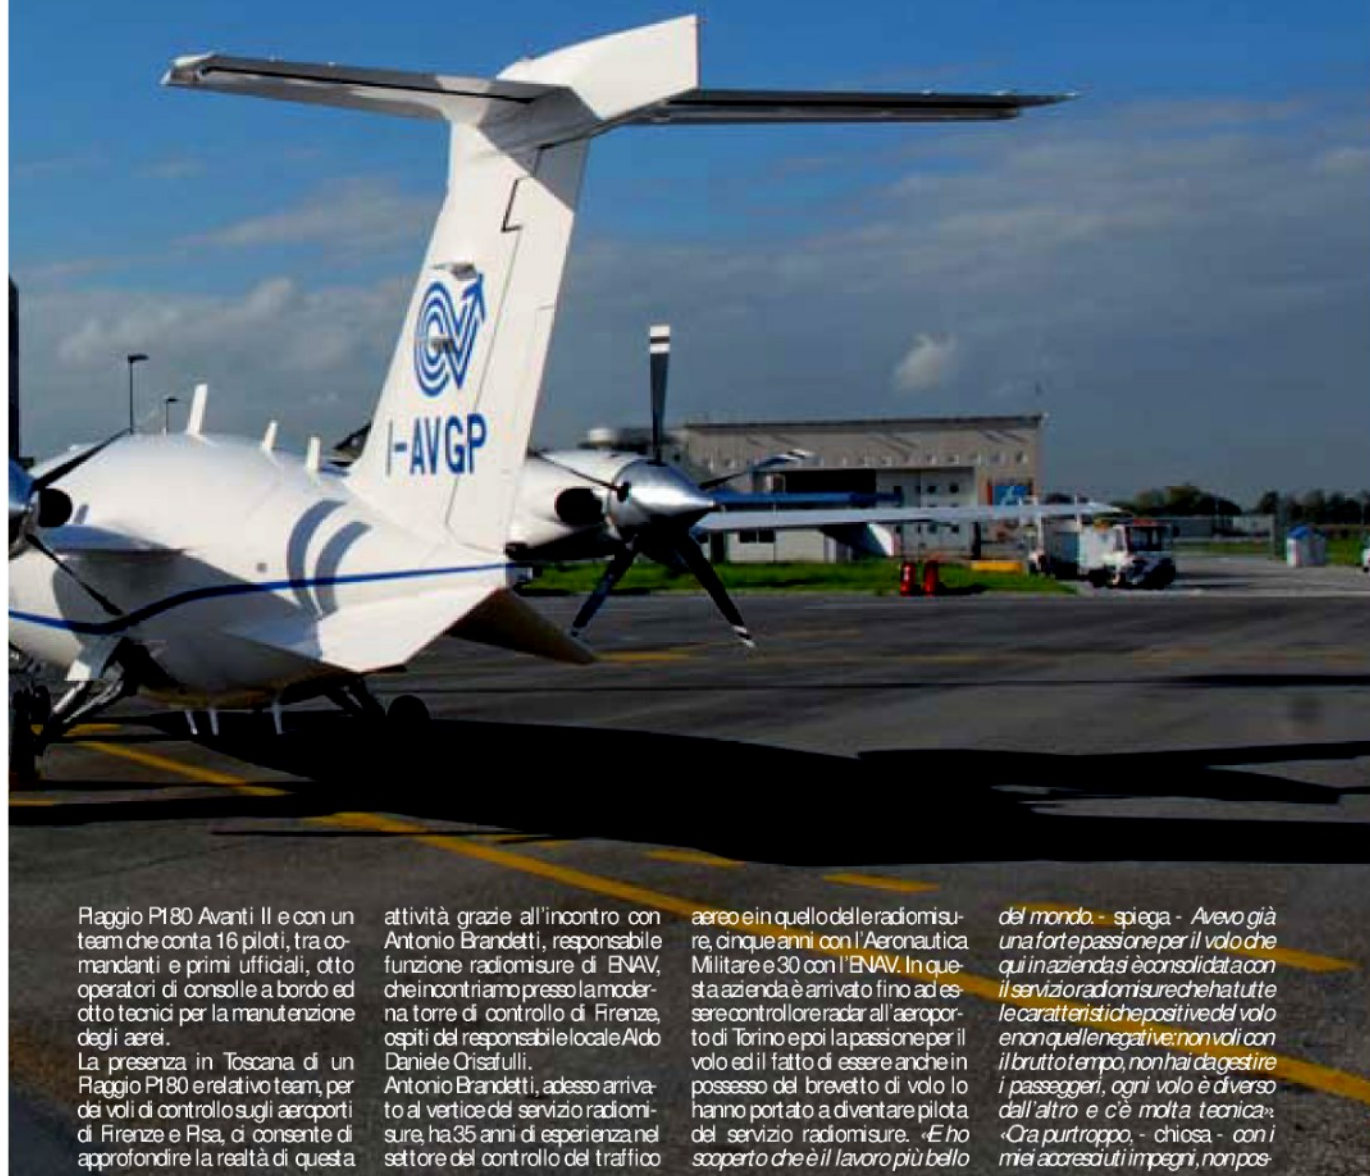 I-AVGP
Piaggio P180 Avanti II e con un
team che conta 16 piloti, tra co-
mandanti e primi ufficiali, otto
operatori di consolle a bordo ed
otto tecnici per la manutenzione
degli aerei.
La presenza in Toscana di un
Piaggio P180 e relativo team, per
dei voli di controllo sugli aeroporti
di Firenze e Pisa, ci consente di
approfondire la realtà di questa
attività grazie all'incontro con
Antonio Brandetti, responsabile
funzione radiomisure di ENAV,
che incontriamo presso la moder-
na torre di controllo di Firenze,
ospiti del responsabile locale Aldo
Daniele Crisafulli.
Antonio Brandetti, adesso arriva-
to al vertice del servizio radiomi-
sure, ha 35 anni di esperienza nel
settore del controllo del traffico
aereo e in quello delle radiomisu-
re, cinque anni con l'Aeronautica
Militare e 30 con l'ENAV. In que-
sta azienda è arrivato fino ad es-
sere controllore radar all'aeropor-
to di Torino e poi la passione per il
volo ed il fatto di essere anche in
possesso del brevetto di volo lo
hanno portato a diventare pilota
del servizio radiomisure. «E ho
scoperto che è il lavoro più bello
del mondo. - spiega - Avevo già
una forte passione per il volo che
qui in azienda si è consolidata con
il servizio radiomisure che ha tutte
le caratteristiche positive del volo
e non quelle negative: non voli con
il brutto tempo, non hai da gestire
i passeggeri, ogni volo è diverso
dall'altro e c'è molta tecnica».
«Ora purtroppo, - chiosa - con i
miei accresciuti impegni, non pos-